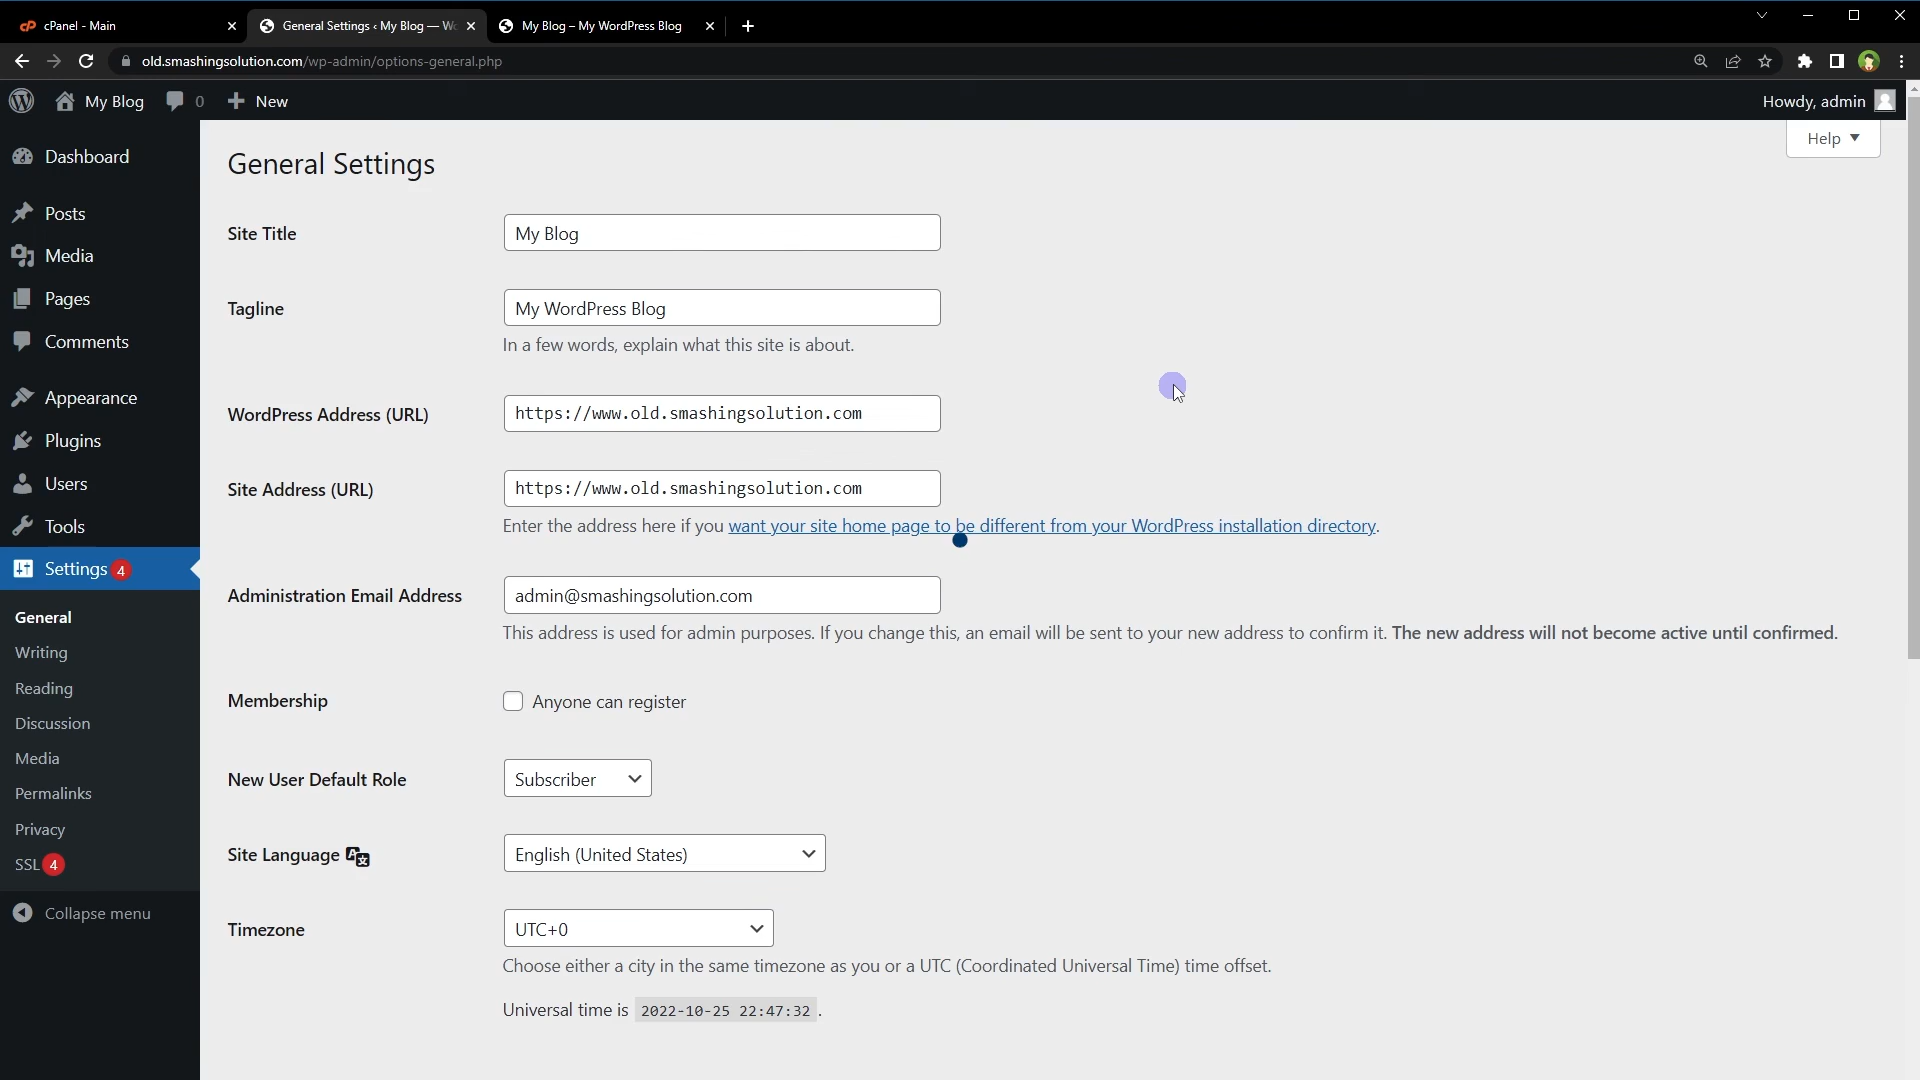 cPanel - Main
General Settings ‹ My Blog — Wo
My Blog – My WordPress Blog
old.smashingsolution.com/wp-admin/options-general.php
My Blog
0
New
Howdy, admin
Help
Dashboard
Posts
Media
Pages
Comments
Appearance
Plugins
Users
Tools
Settings 4
General
Writing
Reading
Discussion
Media
Permalinks
Privacy
SSL 4
Collapse menu
General Settings
Site Title
My Blog
Tagline
My WordPress Blog
In a few words, explain what this site is about.
WordPress Address (URL)
https://www.old.smashingsolution.com
Site Address (URL)
https://www.old.smashingsolution.com
Enter the address here if you want your site home page to be different from your WordPress installation directory.
Administration Email Address
admin@smashingsolution.com
This address is used for admin purposes. If you change this, an email will be sent to your new address to confirm it. The new address will not become active until confirmed.
Membership
Anyone can register
New User Default Role
Subscriber
Site Language
English (United States)
Timezone
UTC+0
Choose either a city in the same timezone as you or a UTC (Coordinated Universal Time) time offset.
Universal time is 2022-10-25 22:47:32 .